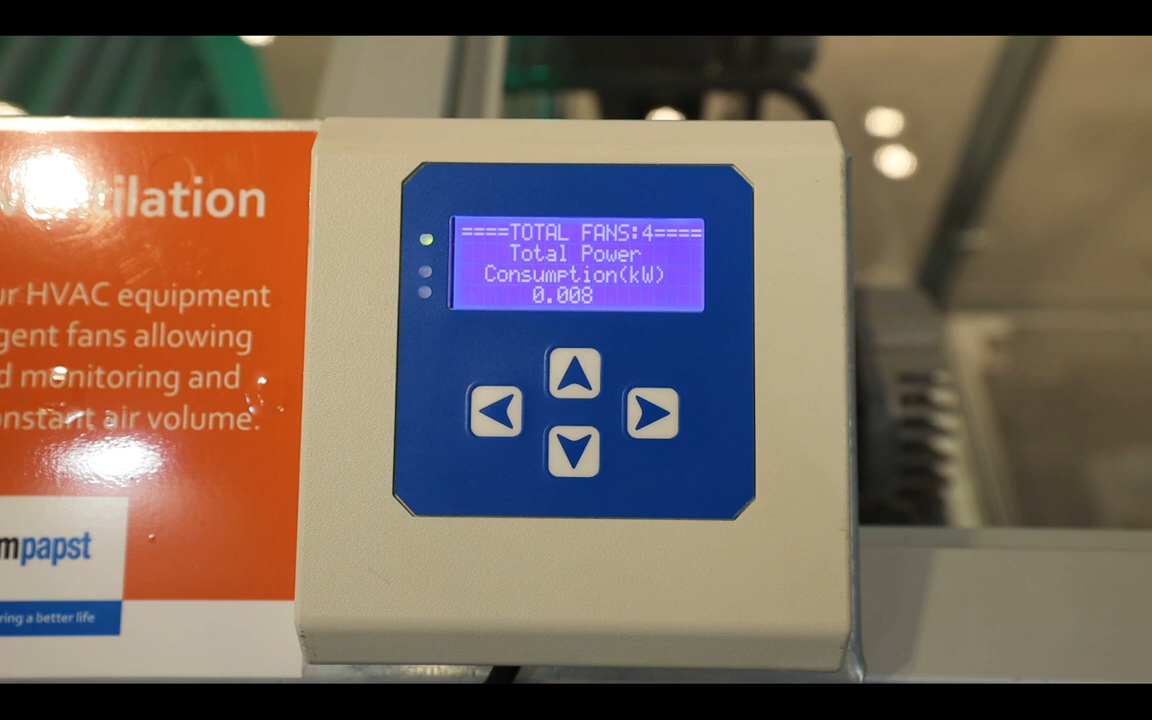 ilation
ur HVAC equipment
gent fans allowing
d monitoring and
onstant air volume.
mpapst
ring a better life
====TOTAL FANS:4====
Total Power
Consumption(kW)
0.008